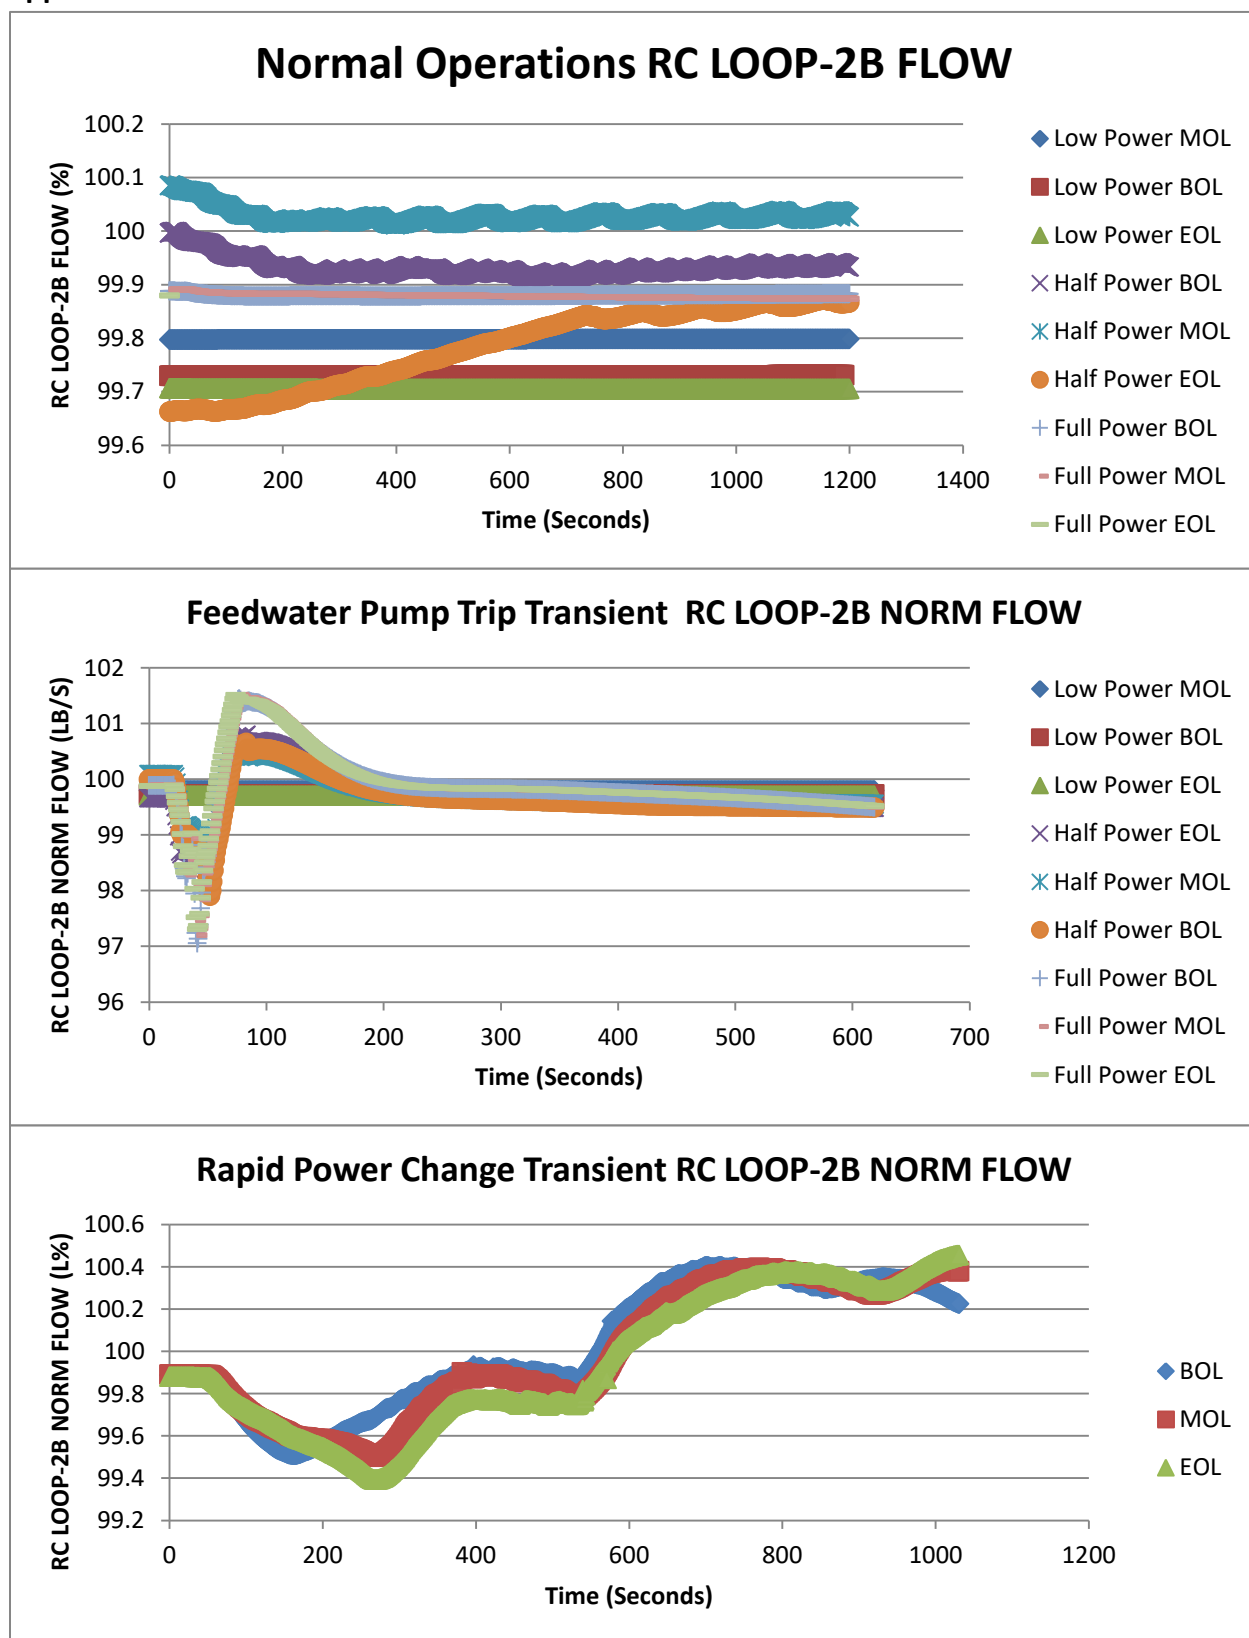 Normal Operations RC LOOP-2B FLOW
RC LOOP-2B FLOW (%)
100.2
100.1
100
99.9
99.8
99.7
99.6
0 200 400 600 800 1000 1200 1400
Time (Seconds)
Low Power MOL
Low Power BOL
Low Power EOL
Half Power BOL
Half Power MOL
Half Power EOL
Full Power BOL
Full Power MOL
Full Power EOL
Feedwater Pump Trip Transient RC LOOP-2B NORM FLOW
RC LOOP-2B NORM FLOW (LB/S)
102
101
100
99
98
97
96
0 100 200 300 400 500 600 700
Time (Seconds)
Low Power MOL
Low Power BOL
Low Power EOL
Half Power EOL
Half Power MOL
Half Power BOL
Full Power BOL
Full Power MOL
Full Power EOL
Rapid Power Change Transient RC LOOP-2B NORM FLOW
RC LOOP-2B NORM FLOW (L%)
100.6
100.4
100.2
100
99.8
99.6
99.4
99.2
0 200 400 600 800 1000 1200
Time (Seconds)
BOL
MOL
EOL